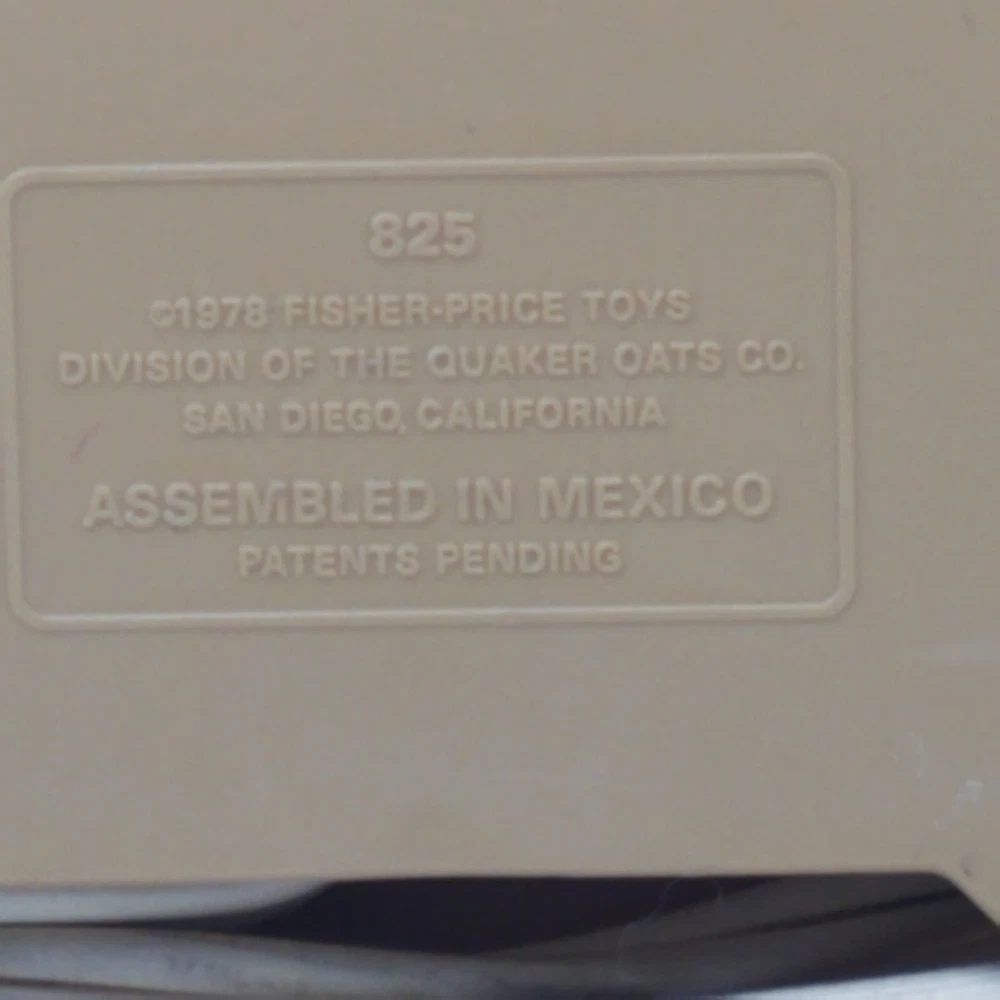 825
©1978 FISHER-PRICE TOYS
DIVISION OF THE QUAKER OATS CO.
SAN DIEGO, CALIFORNIA
ASSEMBLED IN MEXICO
PATENTS PENDING